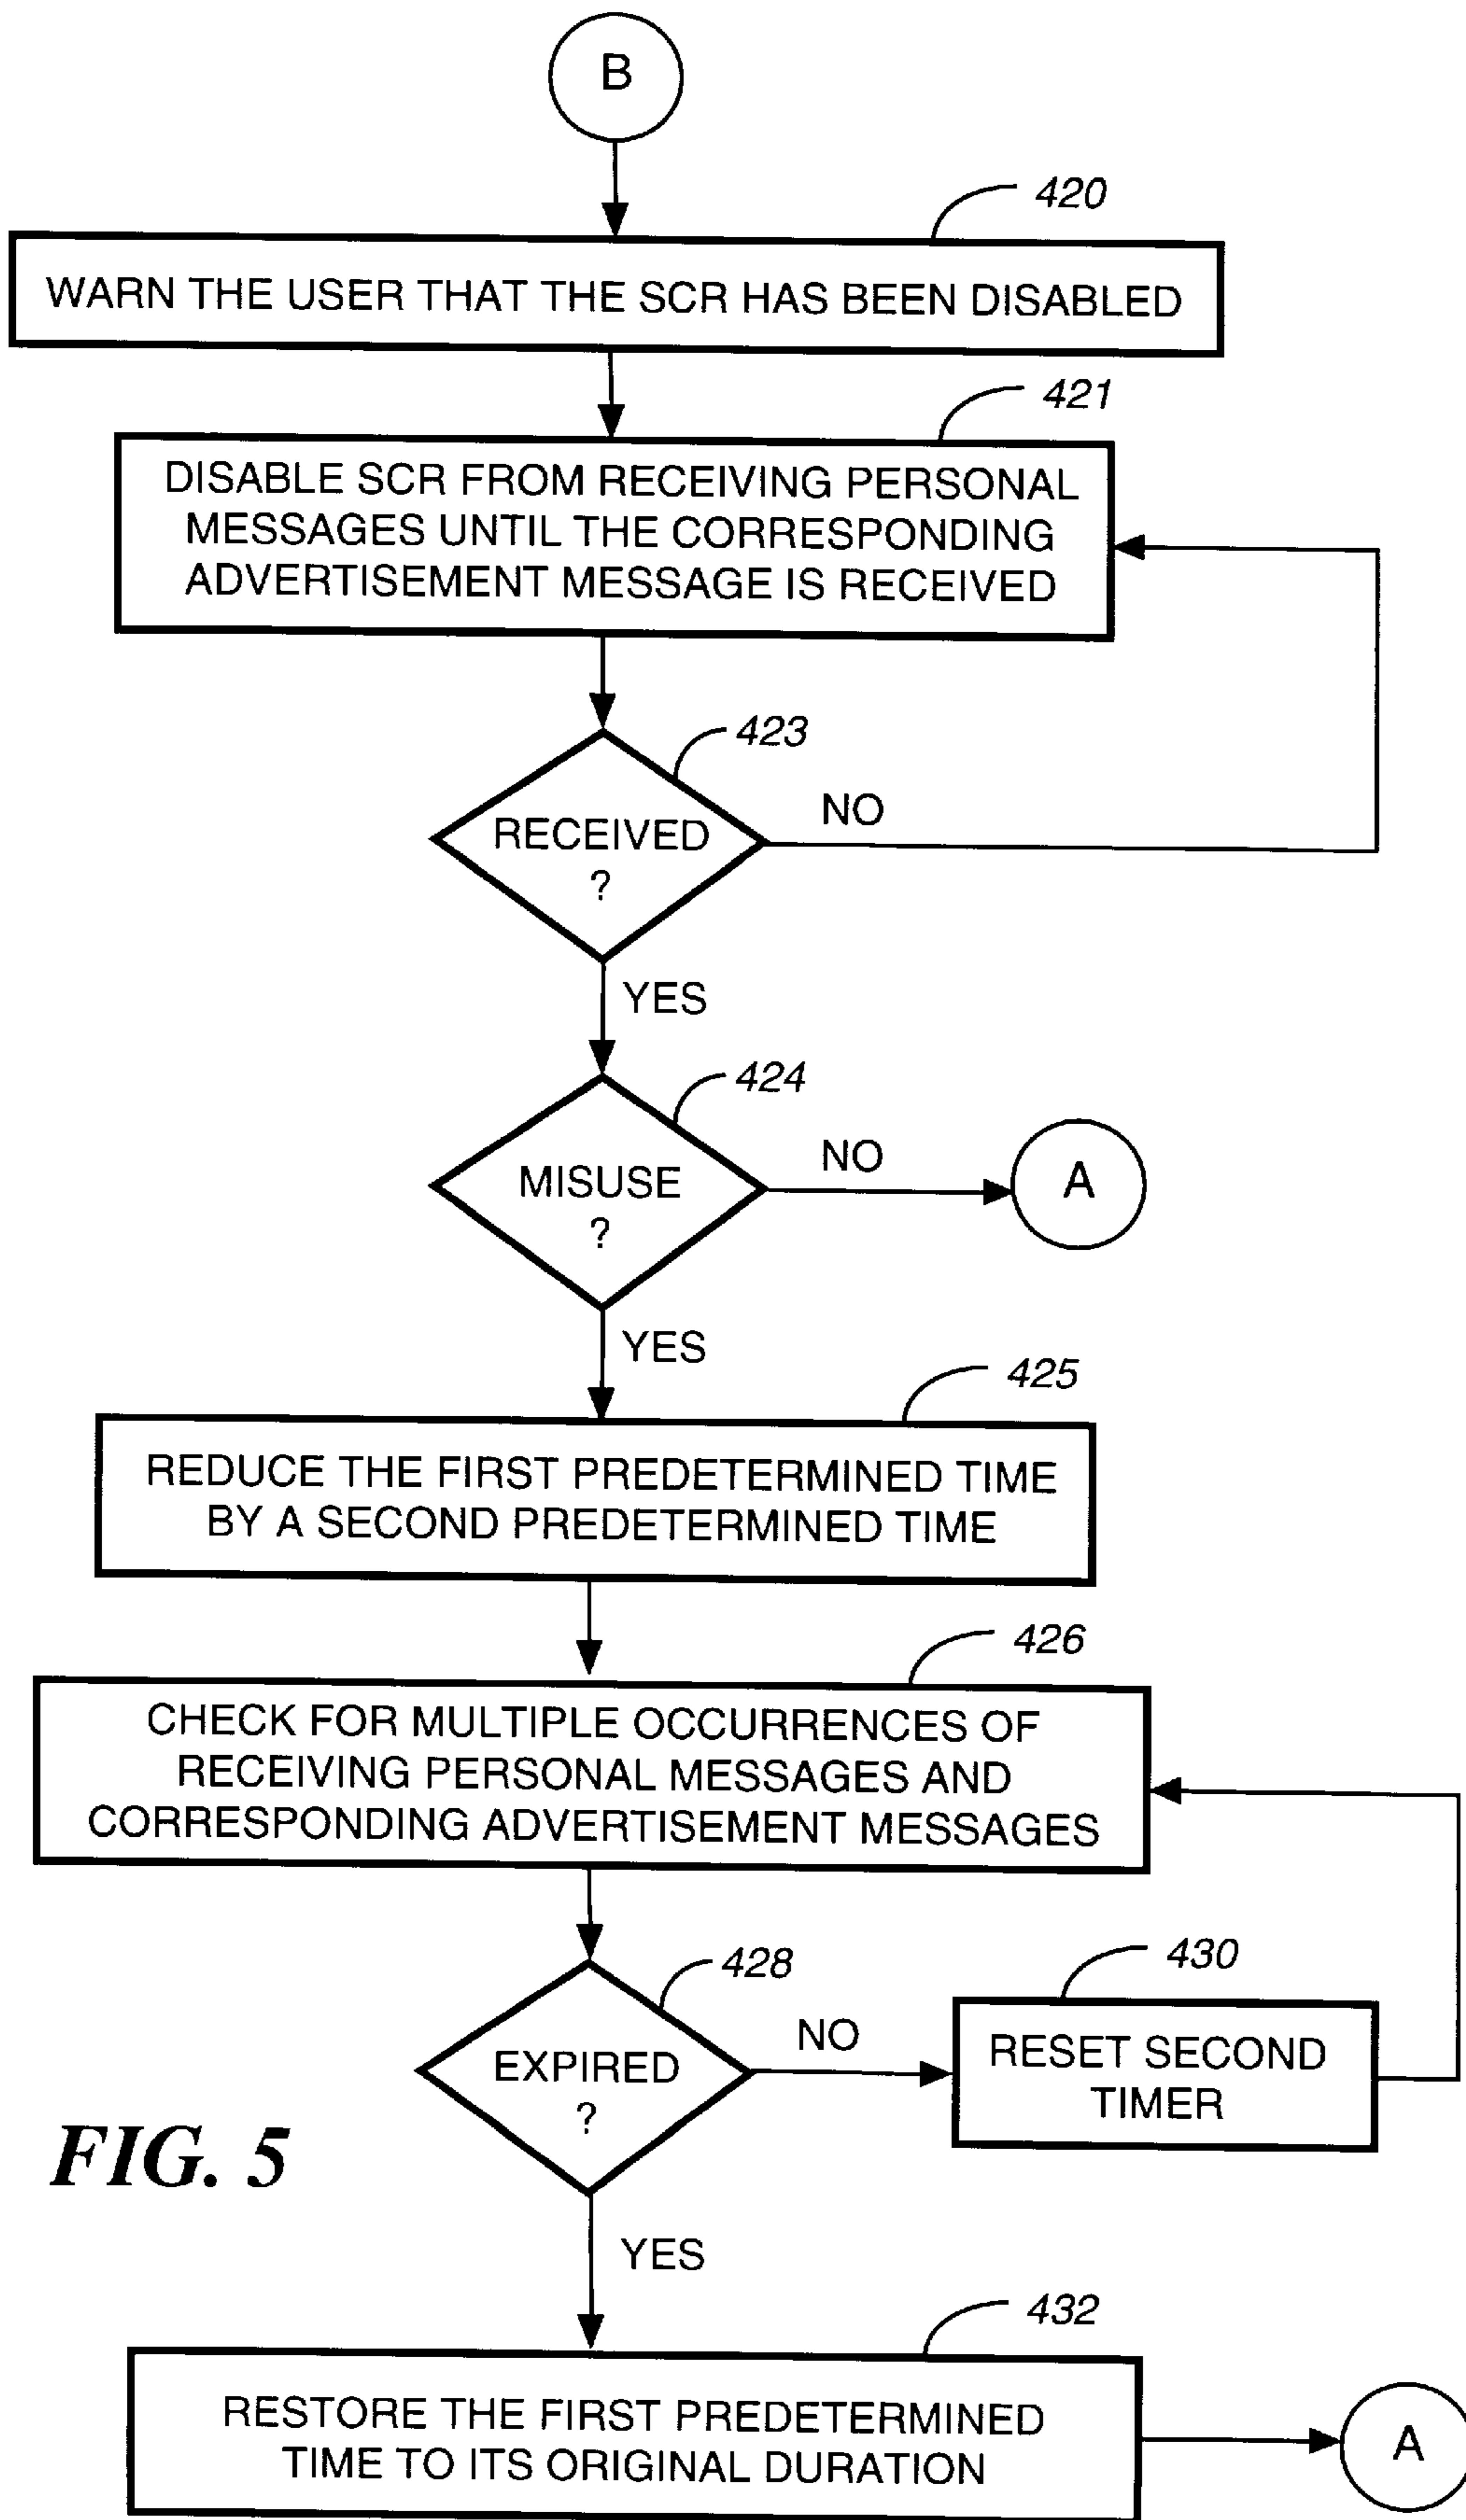 B
420
WARN THE USER THAT THE SCR HAS BEEN DISABLED
421
DISABLE SCR FROM RECEIVING PERSONAL
MESSAGES UNTIL THE CORRESPONDING
ADVERTISEMENT MESSAGE IS RECEIVED
423
RECEIVED
?
NO
YES
424
MISUSE
?
NO
A
YES
425
REDUCE THE FIRST PREDETERMINED TIME
BY A SECOND PREDETERMINED TIME
426
CHECK FOR MULTIPLE OCCURRENCES OF
RECEIVING PERSONAL MESSAGES AND
CORRESPONDING ADVERTISEMENT MESSAGES
428
EXPIRED
?
NO
430
RESET SECOND
TIMER
FIG. 5
YES
432
RESTORE THE FIRST PREDETERMINED
TIME TO ITS ORIGINAL DURATION
A